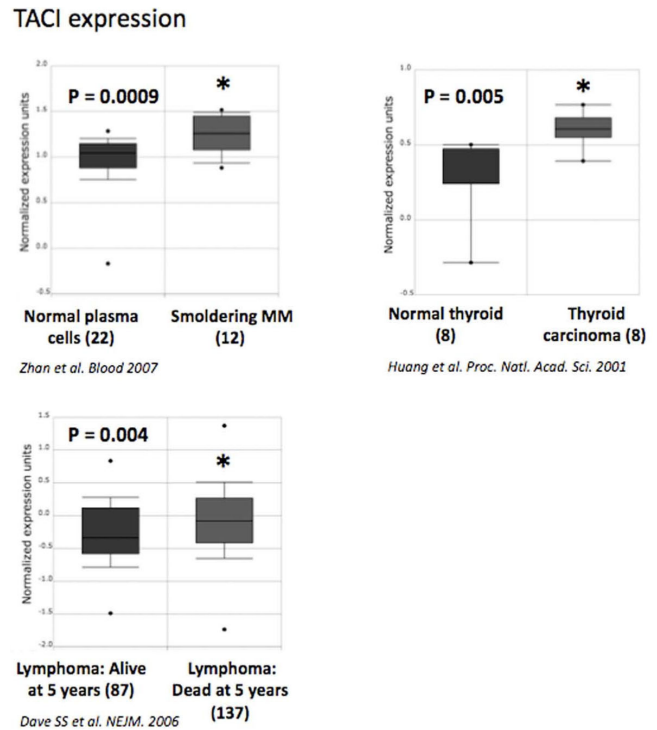 TACI expression
Normalized expression units
2.0
1.5
1.0
0.5
0.0
-0.5
P = 0.0009
*
Normal plasma
cells (22)
Smoldering MM
(12)
Zhan et al. Blood 2007
Normalized expression units
1.0
0.5
0.0
-0.5
P = 0.005
*
Normal thyroid
(8)
Thyroid
carcinoma (8)
Huang et al. Proc. Natl. Acad. Sci. 2001
Normalized expression units
1.5
1.0
0.5
0.0
-0.5
-1.0
-1.5
-2.0
P = 0.004
*
Lymphoma: Alive
at 5 years (87)
Lymphoma:
Dead at 5 years
(137)
Dave SS et al. NEJM. 2006